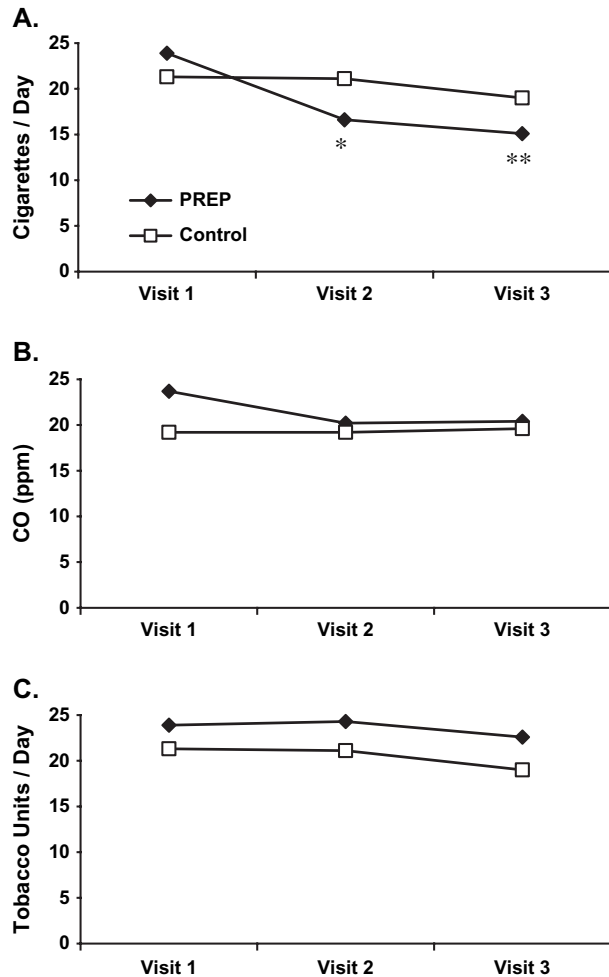 A.
Cigarettes / Day
25
20
15
10
5
0
*
**
PREP
Control
Visit 1 Visit 2 Visit 3
B.
CO (ppm)
25
20
15
10
5
0
Visit 1 Visit 2 Visit 3
C.
Tobacco Units / Day
25
20
15
10
5
0
Visit 1 Visit 2 Visit 3